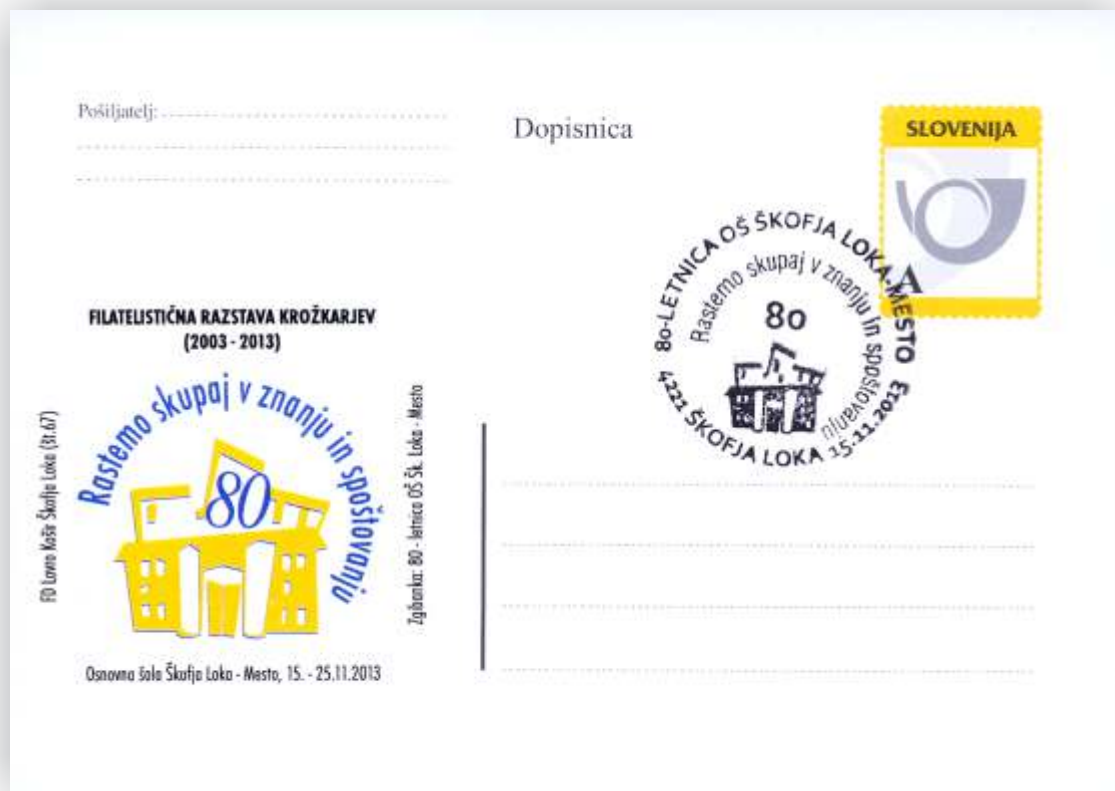 Pošiljatelj:
Dopisnica
SLOVENIJA
A
80-LETNICA OŠ ŠKOFJA LOKA-MESTO
Rastemo skupaj v znanju in spoštovanju
80
4221 ŠKOFJA LOKA 15.11.2013
FILATELISTIČNA RAZSTAVA KROŽKARJEV
(2003 - 2013)
Rastemo skupaj v znanju in spoštovanju
80
FD Lovro Košir Škofja Loka (št.67)
Zgibanka: 80 - letnica OŠ Šk. Loka - Mesto
Osnovna šola Škofja Loka - Mesto, 15. - 25.11.2013